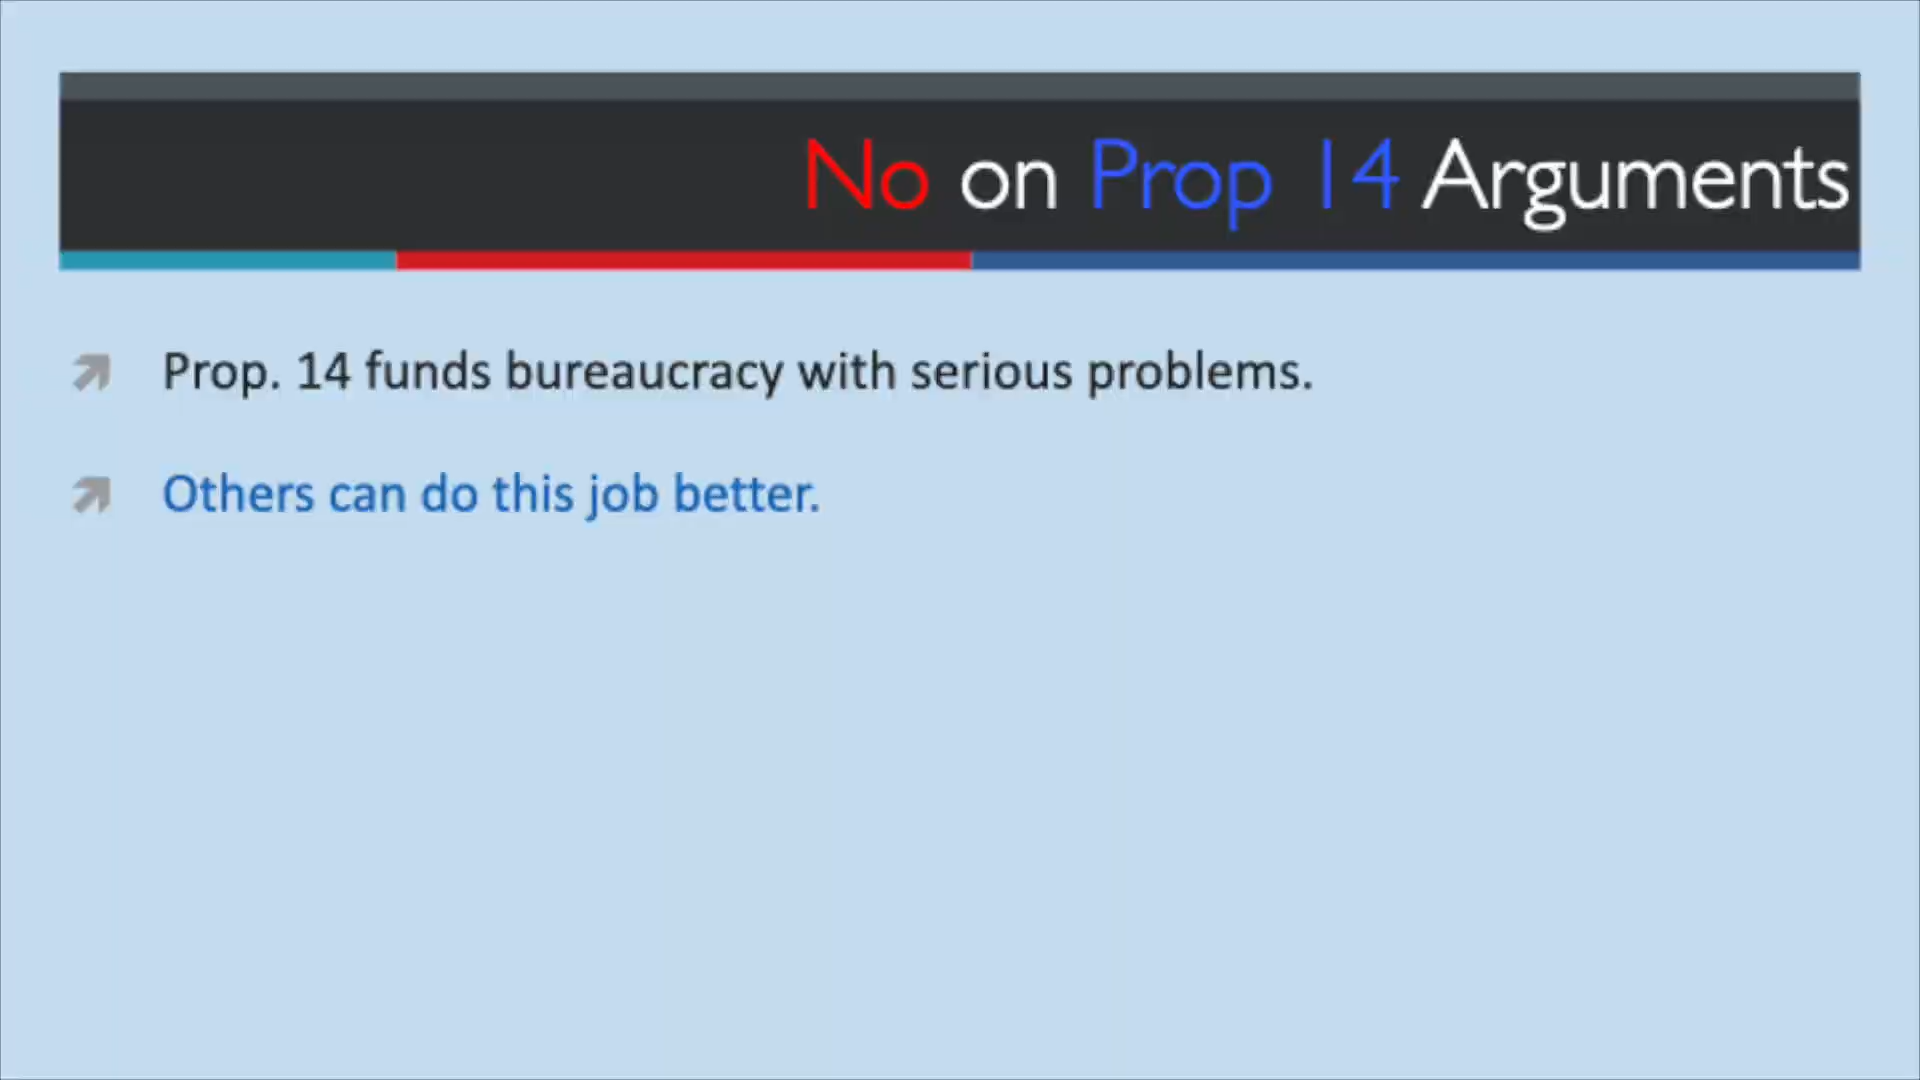 No on Prop 14 Arguments
Prop. 14 funds bureaucracy with serious problems.
Others can do this job better.